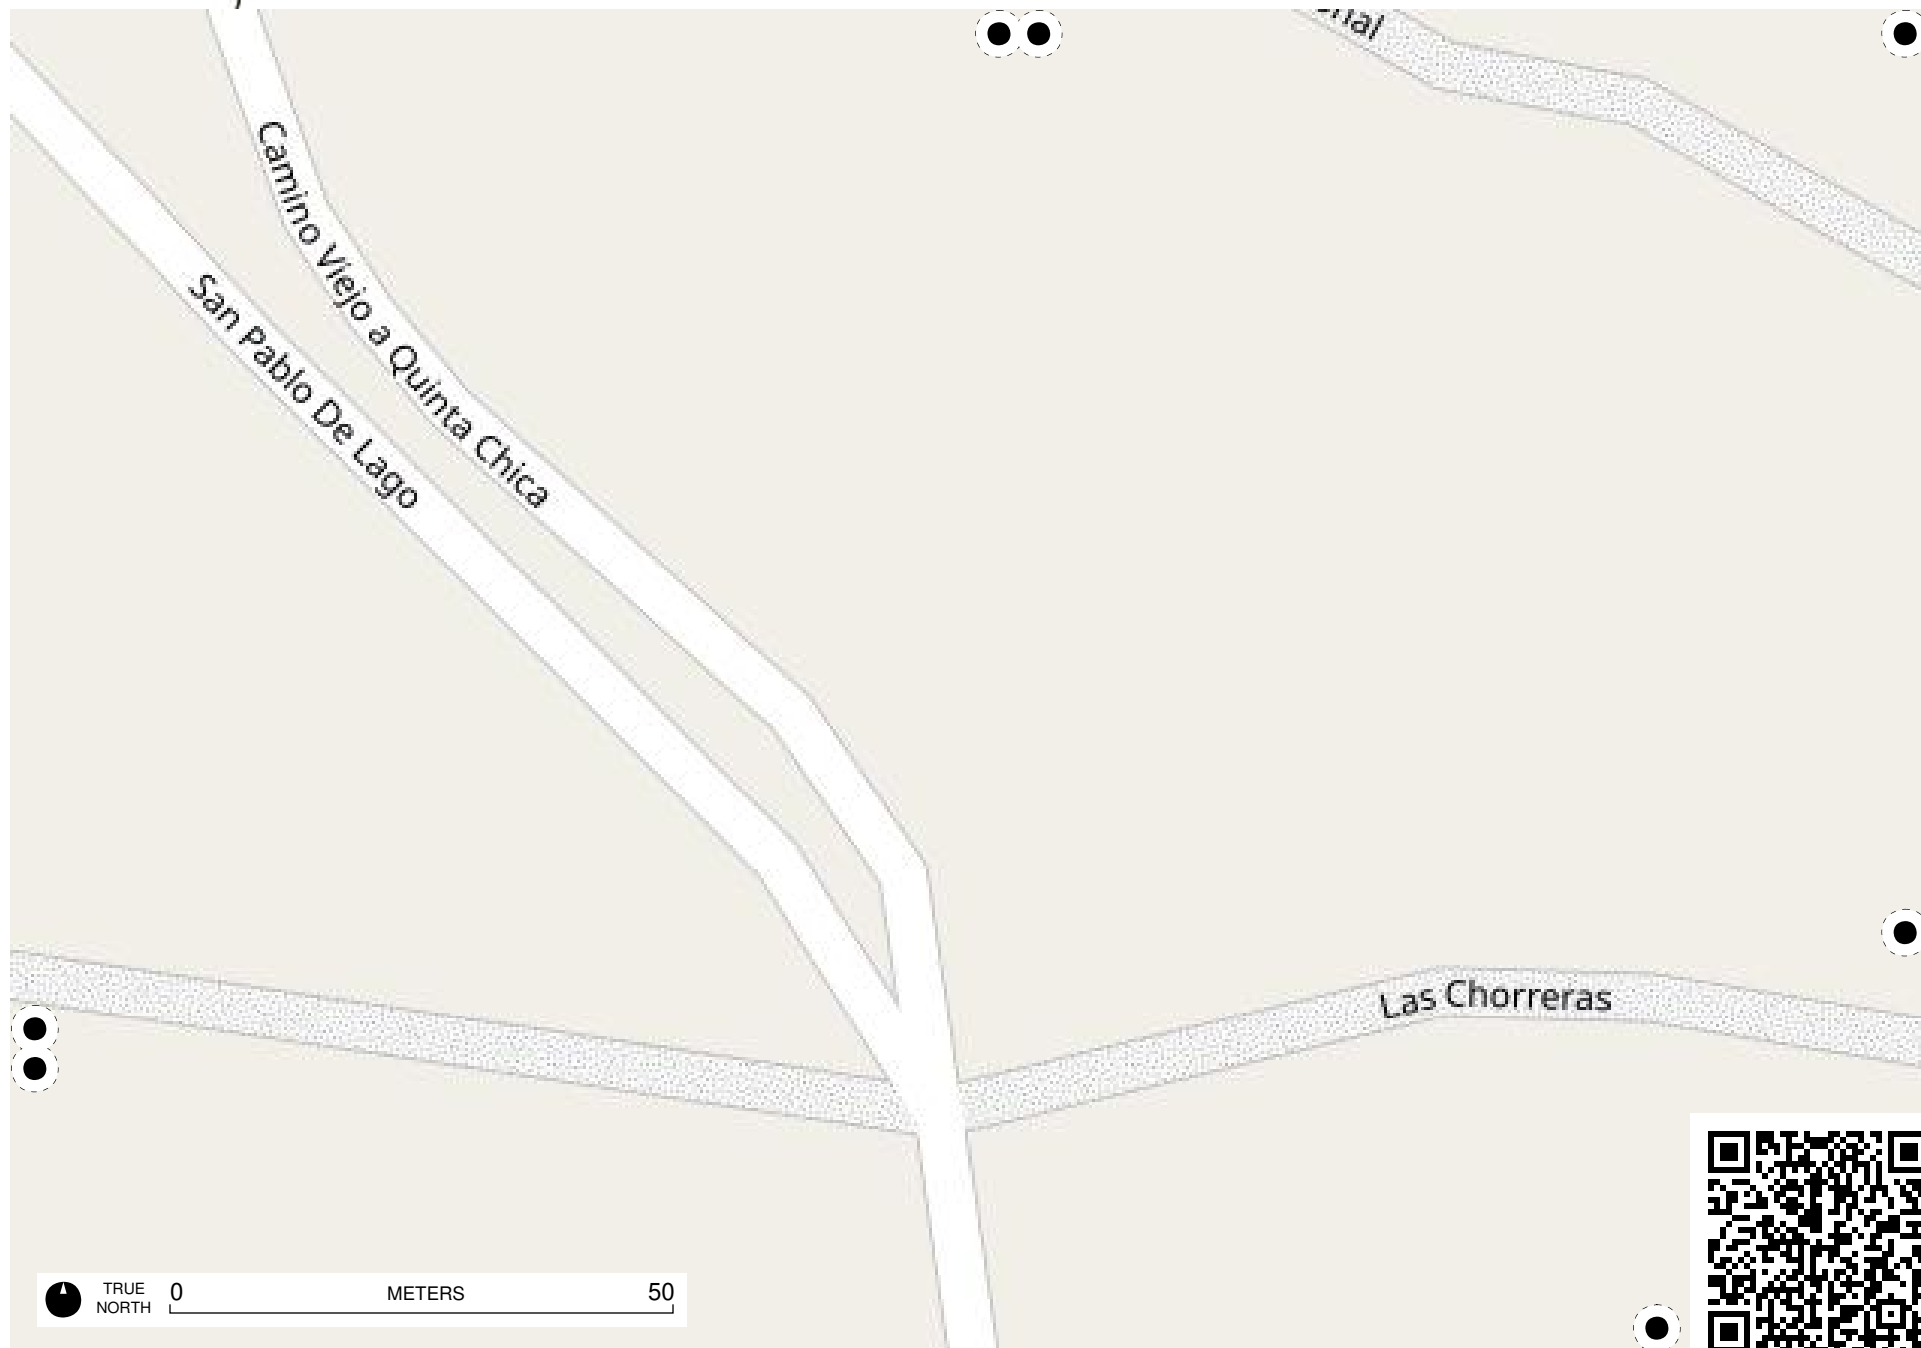 Camino Viejo a Quinta Chica
San Pablo De Lago
Las Chorreras
TRUE
NORTH
0 METERS 50